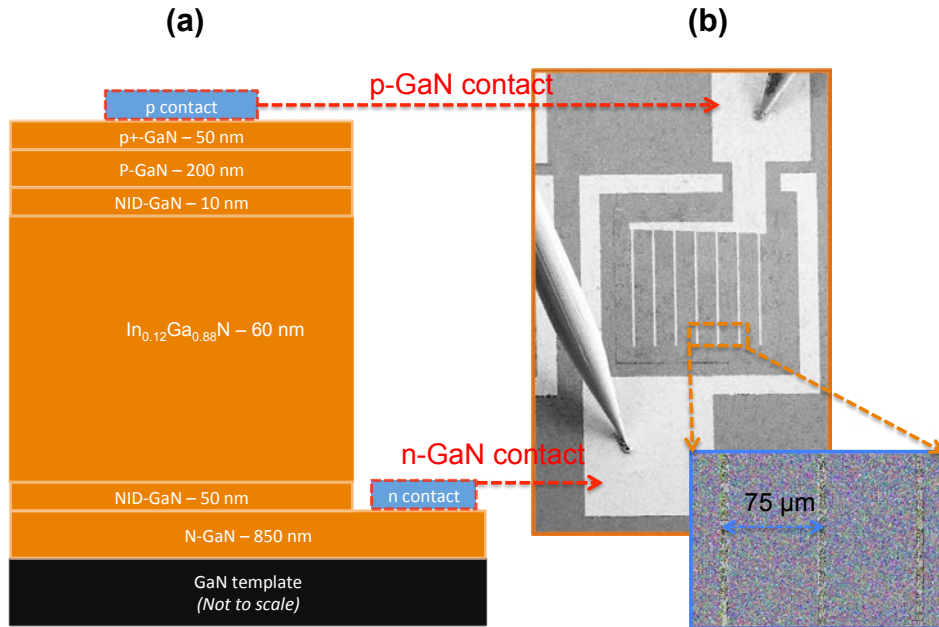 (a)
(b)
p-GaN contact
p contact
p+-GaN – 50 nm
P-GaN – 200 nm
NID-GaN – 10 nm
In₀.₁₂Ga₀.₈₈N – 60 nm
n-GaN contact
NID-GaN – 50 nm
n contact
N-GaN – 850 nm
75 µm
GaN template
(Not to scale)